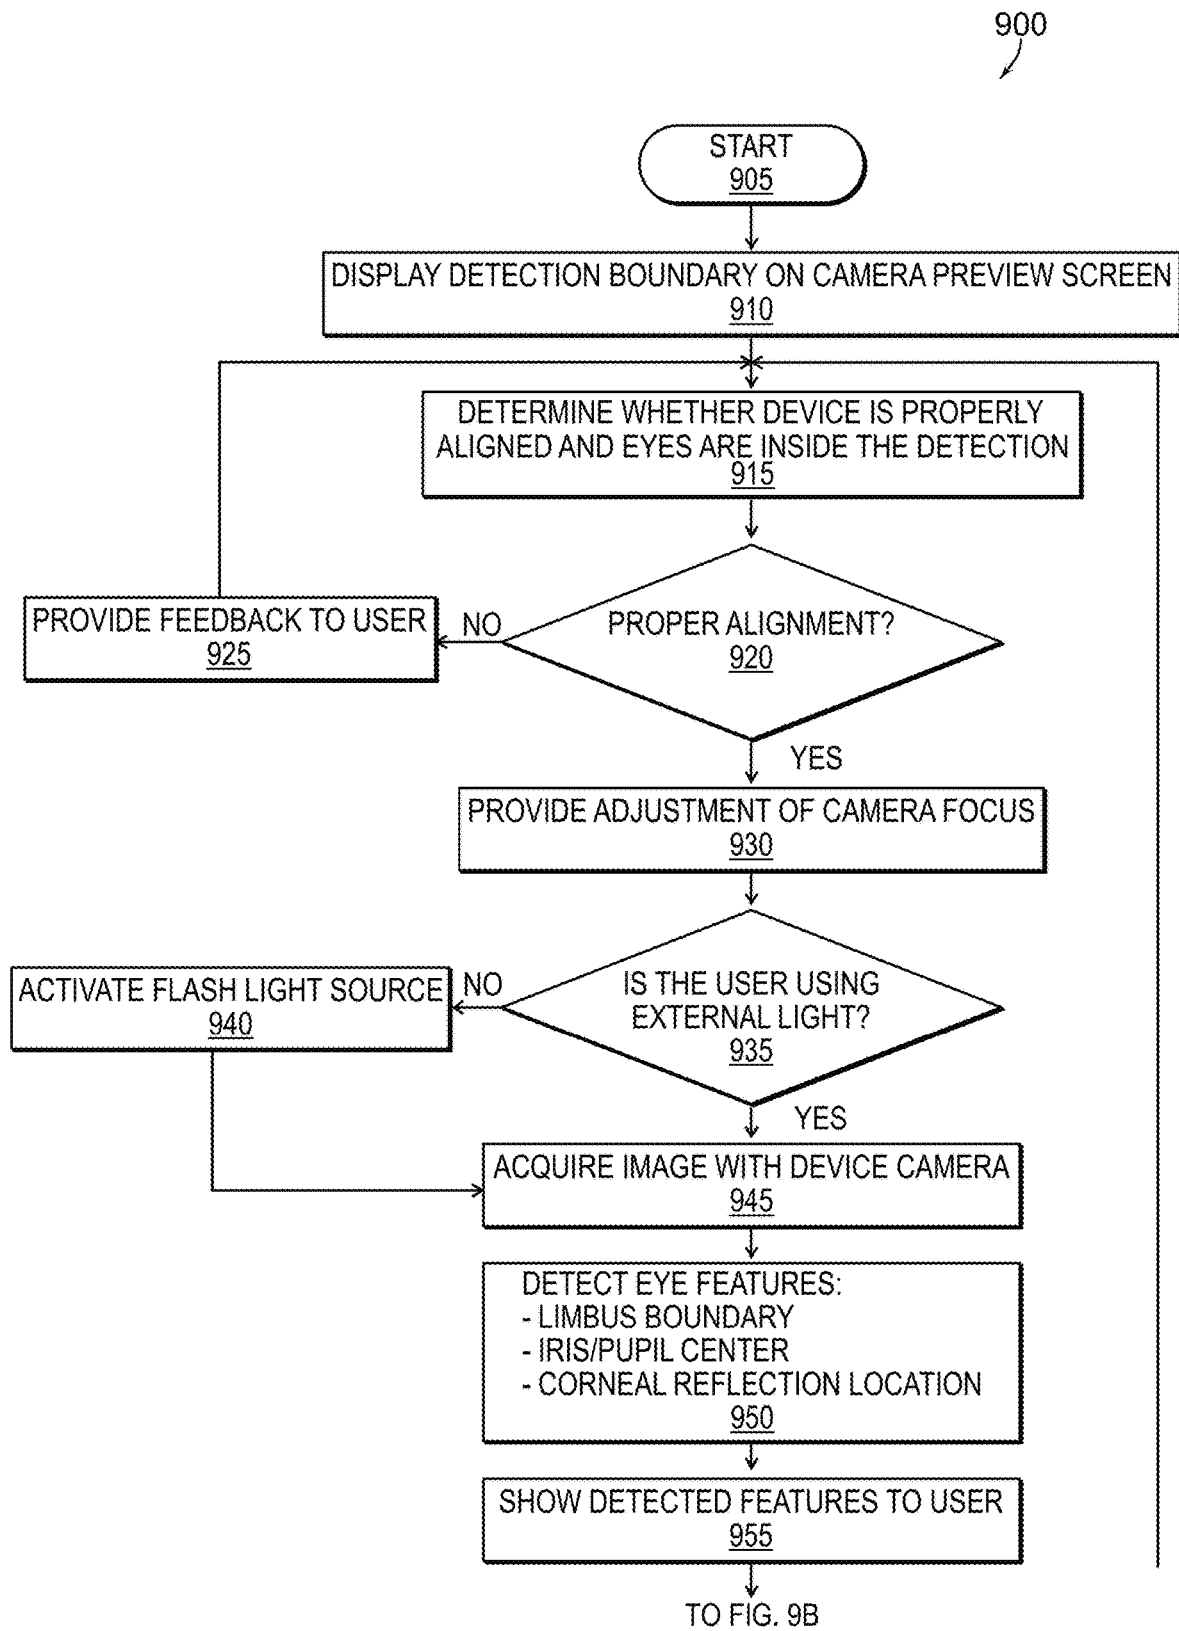 900
START
905
DISPLAY DETECTION BOUNDARY ON CAMERA PREVIEW SCREEN
910
DETERMINE WHETHER DEVICE IS PROPERLY
ALIGNED AND EYES ARE INSIDE THE DETECTION
915
PROPER ALIGNMENT?
920
NO
PROVIDE FEEDBACK TO USER
925
YES
PROVIDE ADJUSTMENT OF CAMERA FOCUS
930
IS THE USER USING
EXTERNAL LIGHT?
935
NO
ACTIVATE FLASH LIGHT SOURCE
940
YES
ACQUIRE IMAGE WITH DEVICE CAMERA
945
DETECT EYE FEATURES:
- LIMBUS BOUNDARY
- IRIS/PUPIL CENTER
- CORNEAL REFLECTION LOCATION
950
SHOW DETECTED FEATURES TO USER
955
TO FIG. 9B